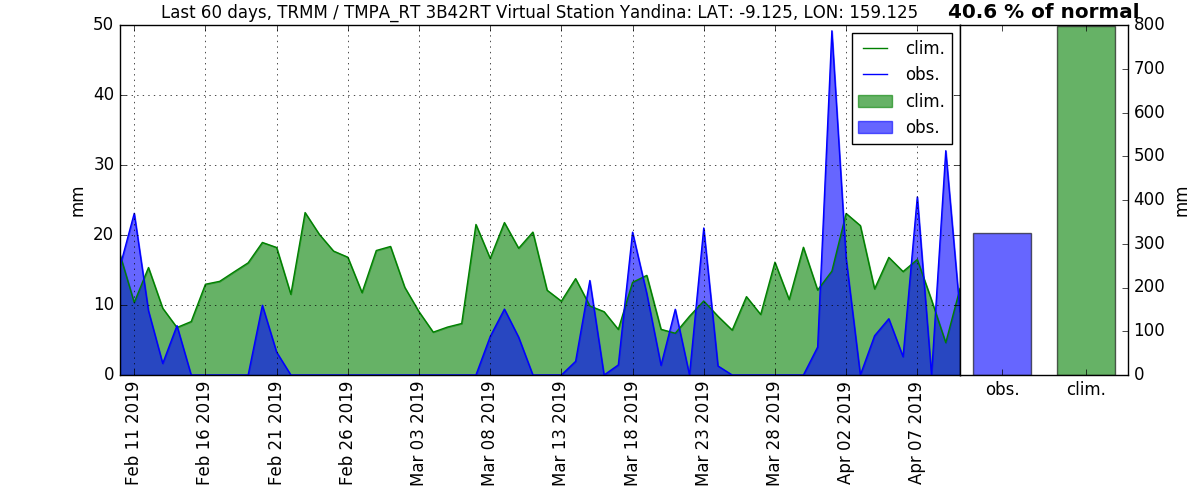 Last 60 days, TRMM / TMPA_RT 3B42RT Virtual Station Yandina: LAT: -9.125, LON: 159.125
40.6 % of normal
50
40
30
20
10
0
mm
clim.
obs.
clim.
obs.
800
700
600
500
400
300
200
100
0
mm
Feb 11 2019
Feb 16 2019
Feb 21 2019
Feb 26 2019
Mar 03 2019
Mar 08 2019
Mar 13 2019
Mar 18 2019
Mar 23 2019
Mar 28 2019
Apr 02 2019
Apr 07 2019
obs.
clim.